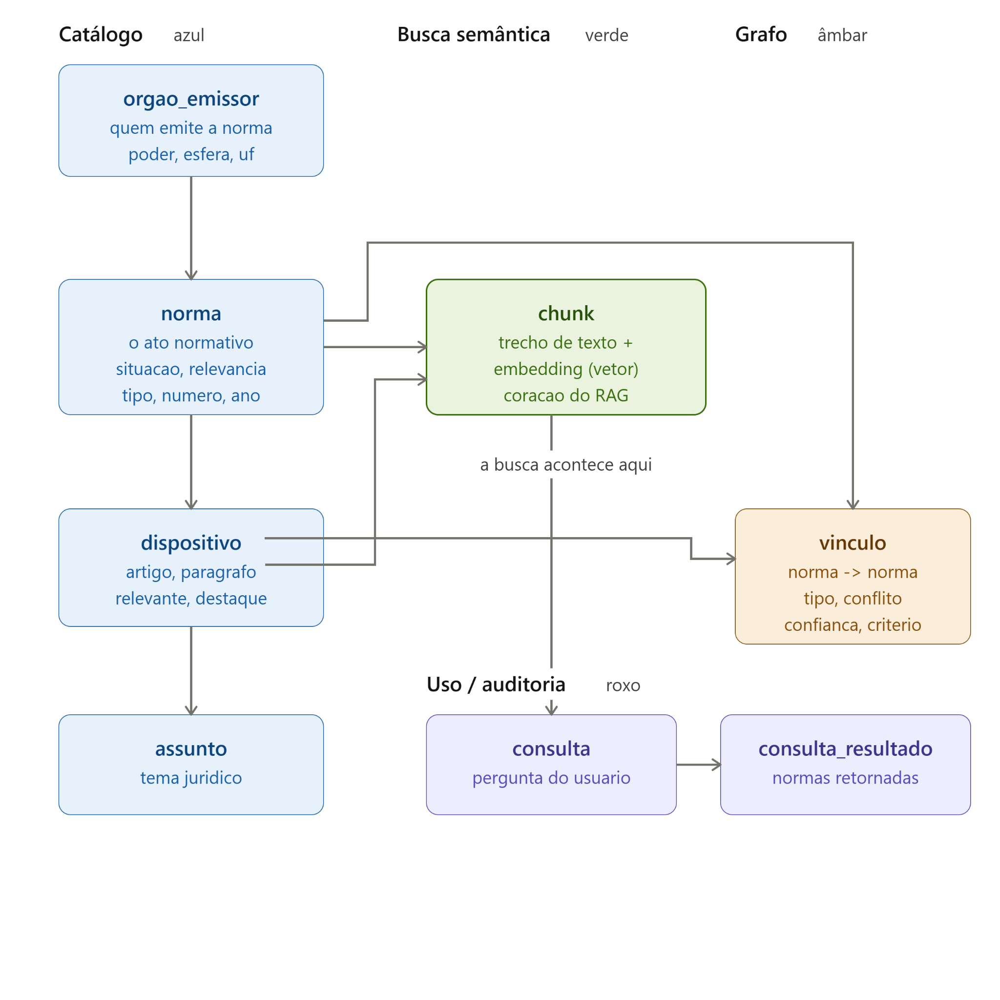 Catálogo azul
Busca semântica verde
Grafo âmbar
orgao_emissor
quem emite a norma
poder, esfera, uf
norma
o ato normativo
situacao, relevancia
tipo, numero, ano
chunk
trecho de texto +
embedding (vetor)
coracao do RAG
a busca acontece aqui
dispositivo
artigo, paragrafo
relevante, destaque
vinculo
norma -> norma
tipo, conflito
confianca, criterio
Uso / auditoria roxo
assunto
tema juridico
consulta
pergunta do usuario
consulta_resultado
normas retornadas